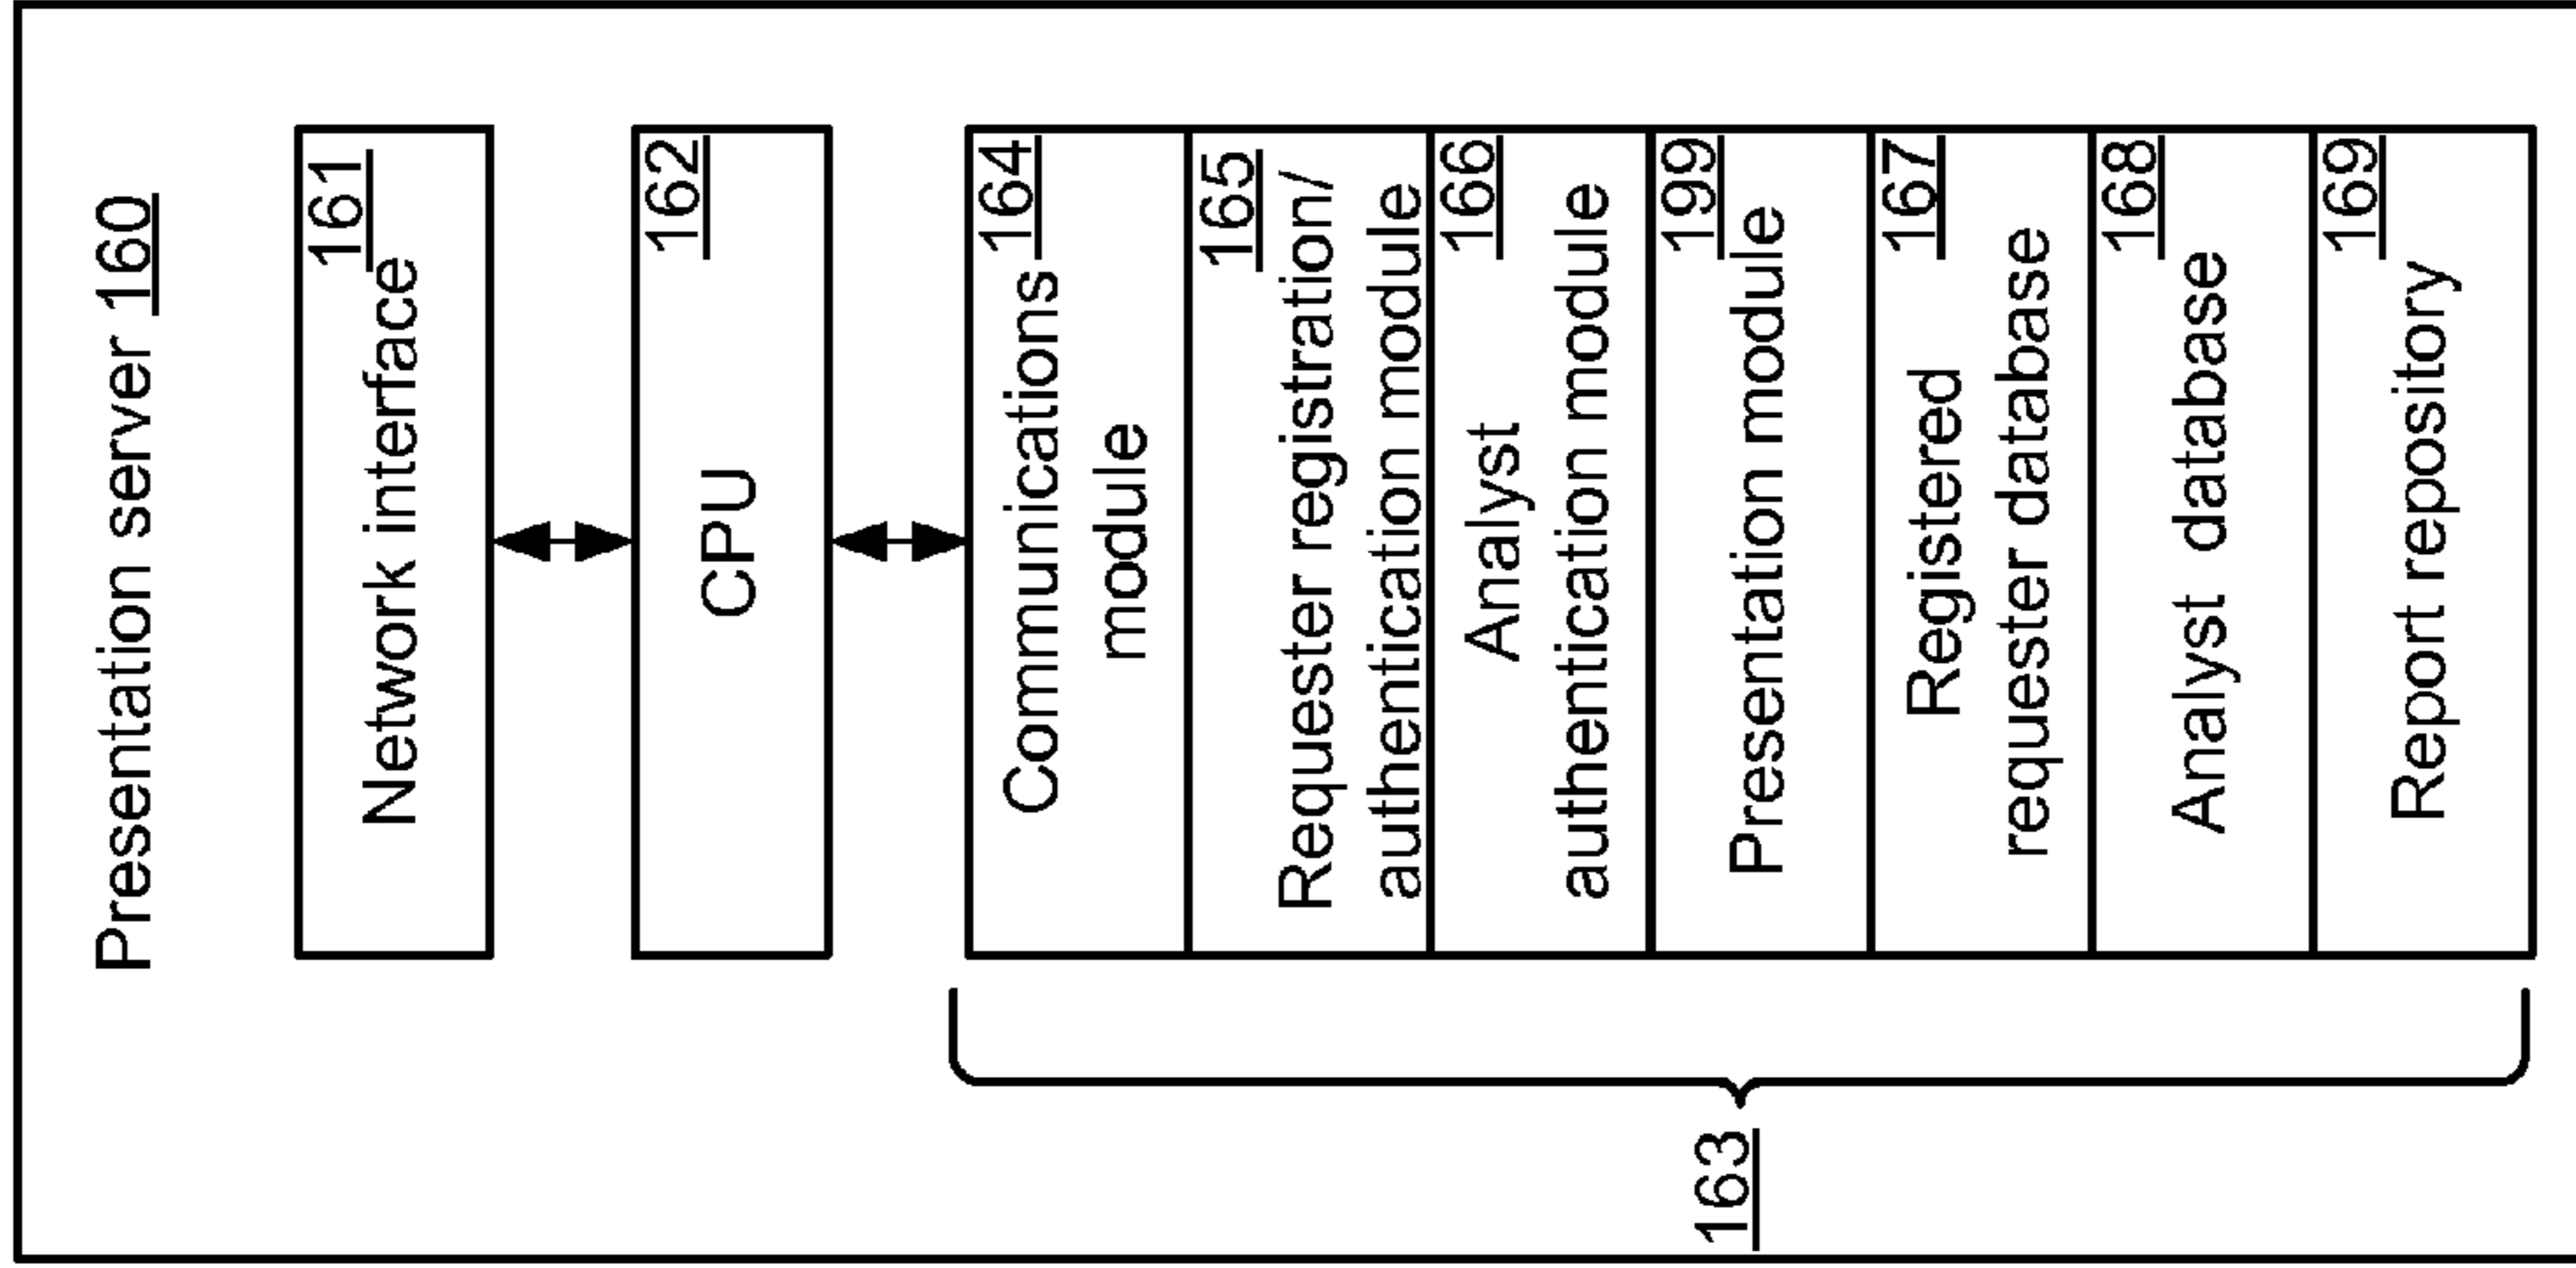 Presentation server 160
161
Network interface
162
CPU
164
Communications
module
165
Requester registration/
authentication module
166
Analyst
authentication module
199
Presentation module
167
Registered
requester database
168
Analyst database
169
Report repository
163